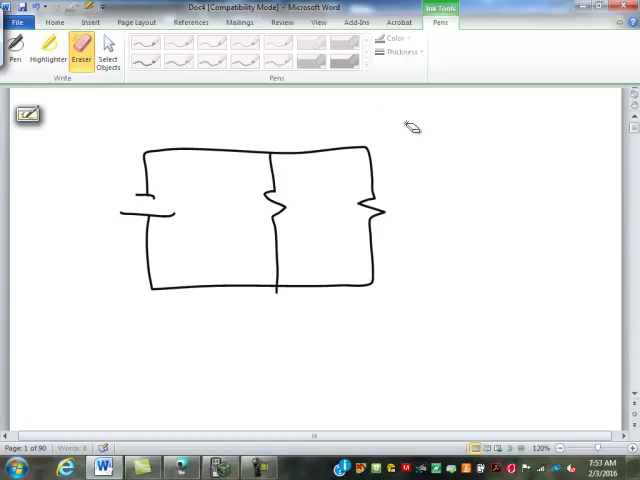 Doc4 [Compatibility Mode] - Microsoft Word
Ink Tools
File Home Insert Page Layout References Mailings Review View Add-Ins Acrobat Pens
Pen Highlighter Eraser Select Objects
Color
Thickness
Write Pens
Page: 1 of 90 Words: 0 120%
7:53 AM
2/3/2016